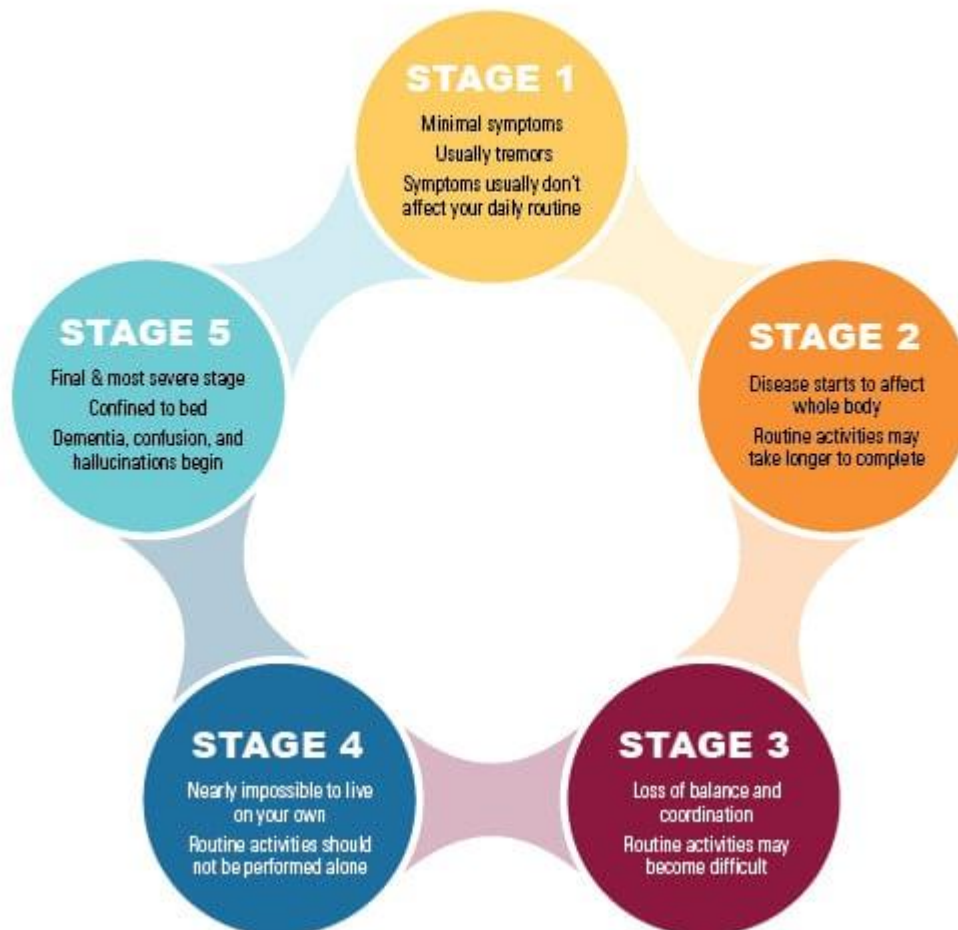 STAGE 1
Minimal symptoms
Usually tremors
Symptoms usually don't
affect your daily routine
STAGE 2
Disease starts to affect
whole body
Routine activities may
take longer to complete
STAGE 3
Loss of balance and
coordination
Routine activities may
become difficult
STAGE 4
Nearly impossible to live
on your own
Routine activities should
not be performed alone
STAGE 5
Final & most severe stage
Confined to bed
Dementia, confusion, and
hallucinations begin